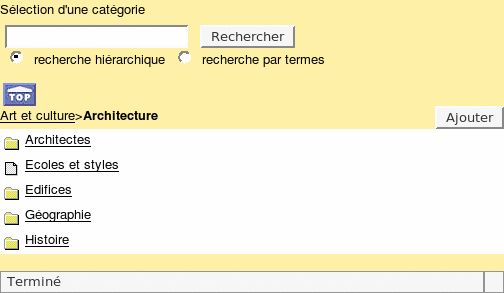 Sélection d'une catégorie
Rechercher
recherche hiérarchique recherche par termes
TOP
Art et culture>Architecture
Ajouter
Architectes
Ecoles et styles
Edifices
Géographie
Histoire
Terminé